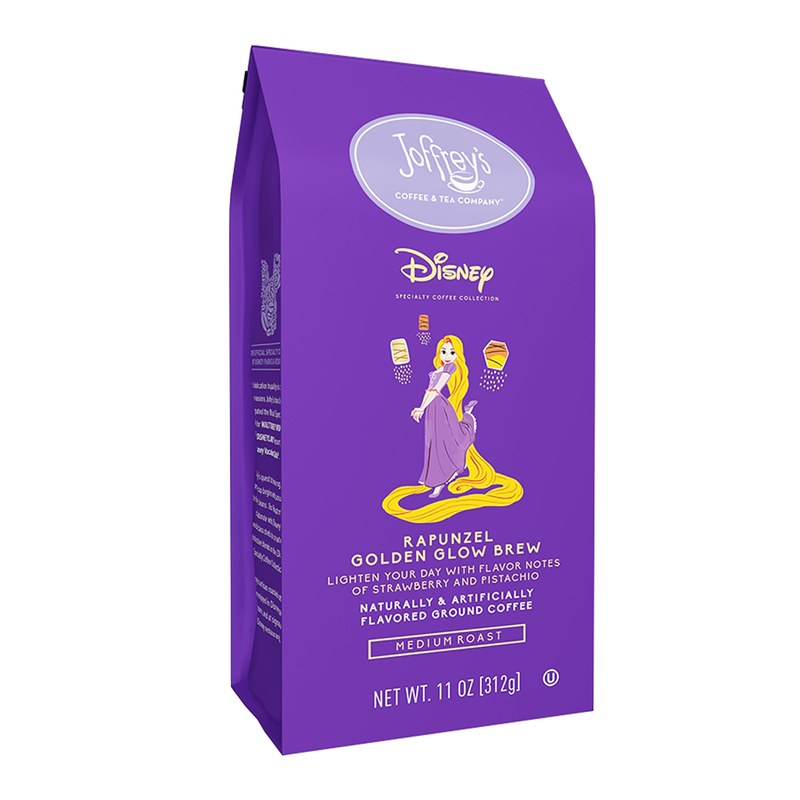 Joffrey's
COFFEE & TEA COMPANY®
Disney
SPECIALTY COFFEE COLLECTION
RAPUNZEL
GOLDEN GLOW BREW
LIGHTEN YOUR DAY WITH FLAVOR NOTES
OF STRAWBERRY AND PISTACHIO
NATURALLY & ARTIFICIALLY
FLAVORED GROUND COFFEE
MEDIUM ROAST
NET WT. 11 OZ [312g]
U